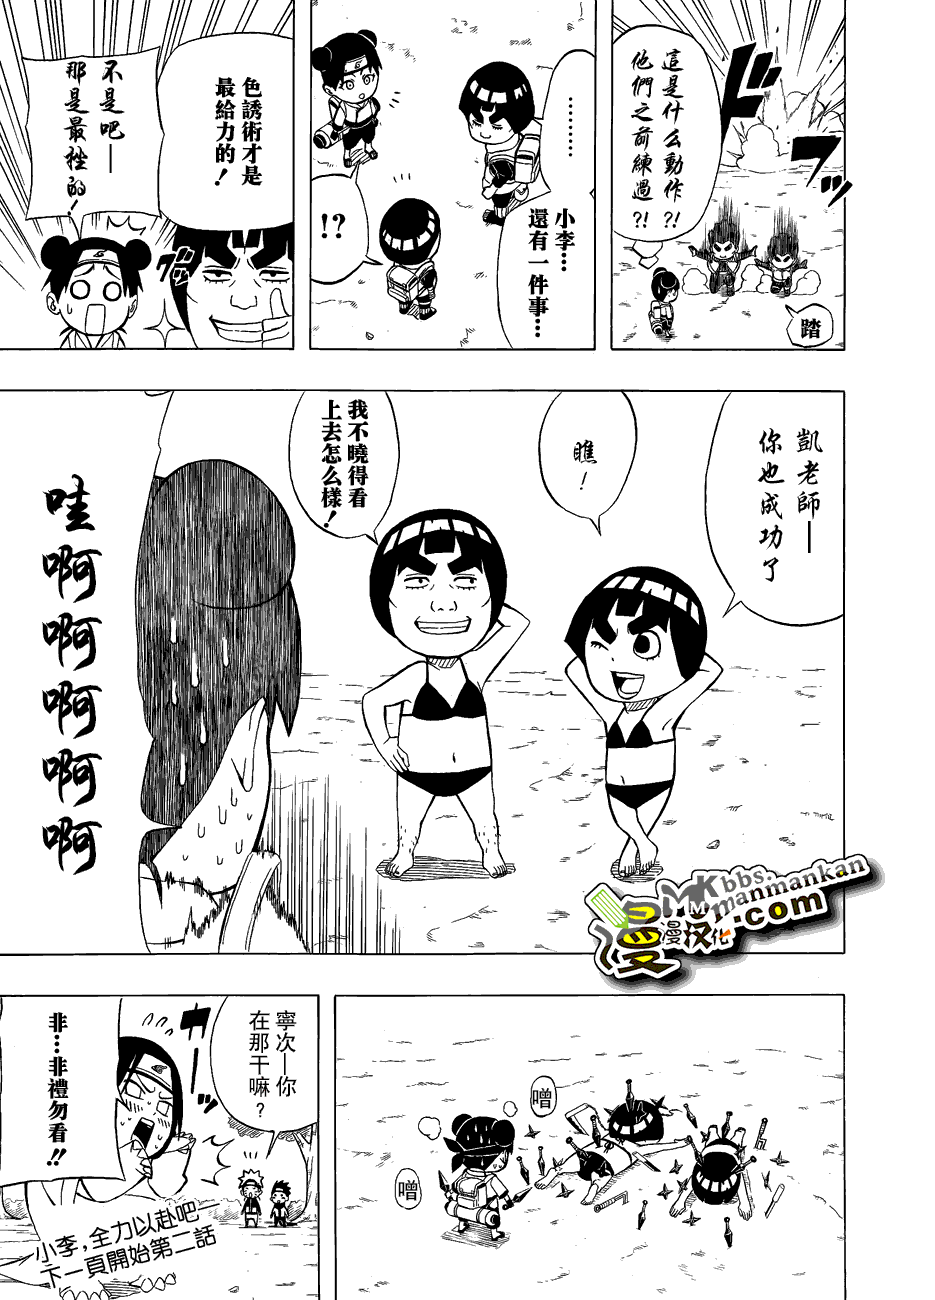 這是什么動作?!
他們之前練過?!
踏
………
小李…
還有一件事…
!?
色誘術才是
最給力的!
不是吧—
那是最挫的!
凱老師—
你也成功了
瞧!
我不曉得看
上去怎么樣!
哇啊啊啊啊啊
bbs.
manmankan
.com
MK
漫
漫汉化
噌
噌
寧次—你
在那干嘛?
非…非禮勿看!!
小李,全力以赴吧—
下一頁開始第二話